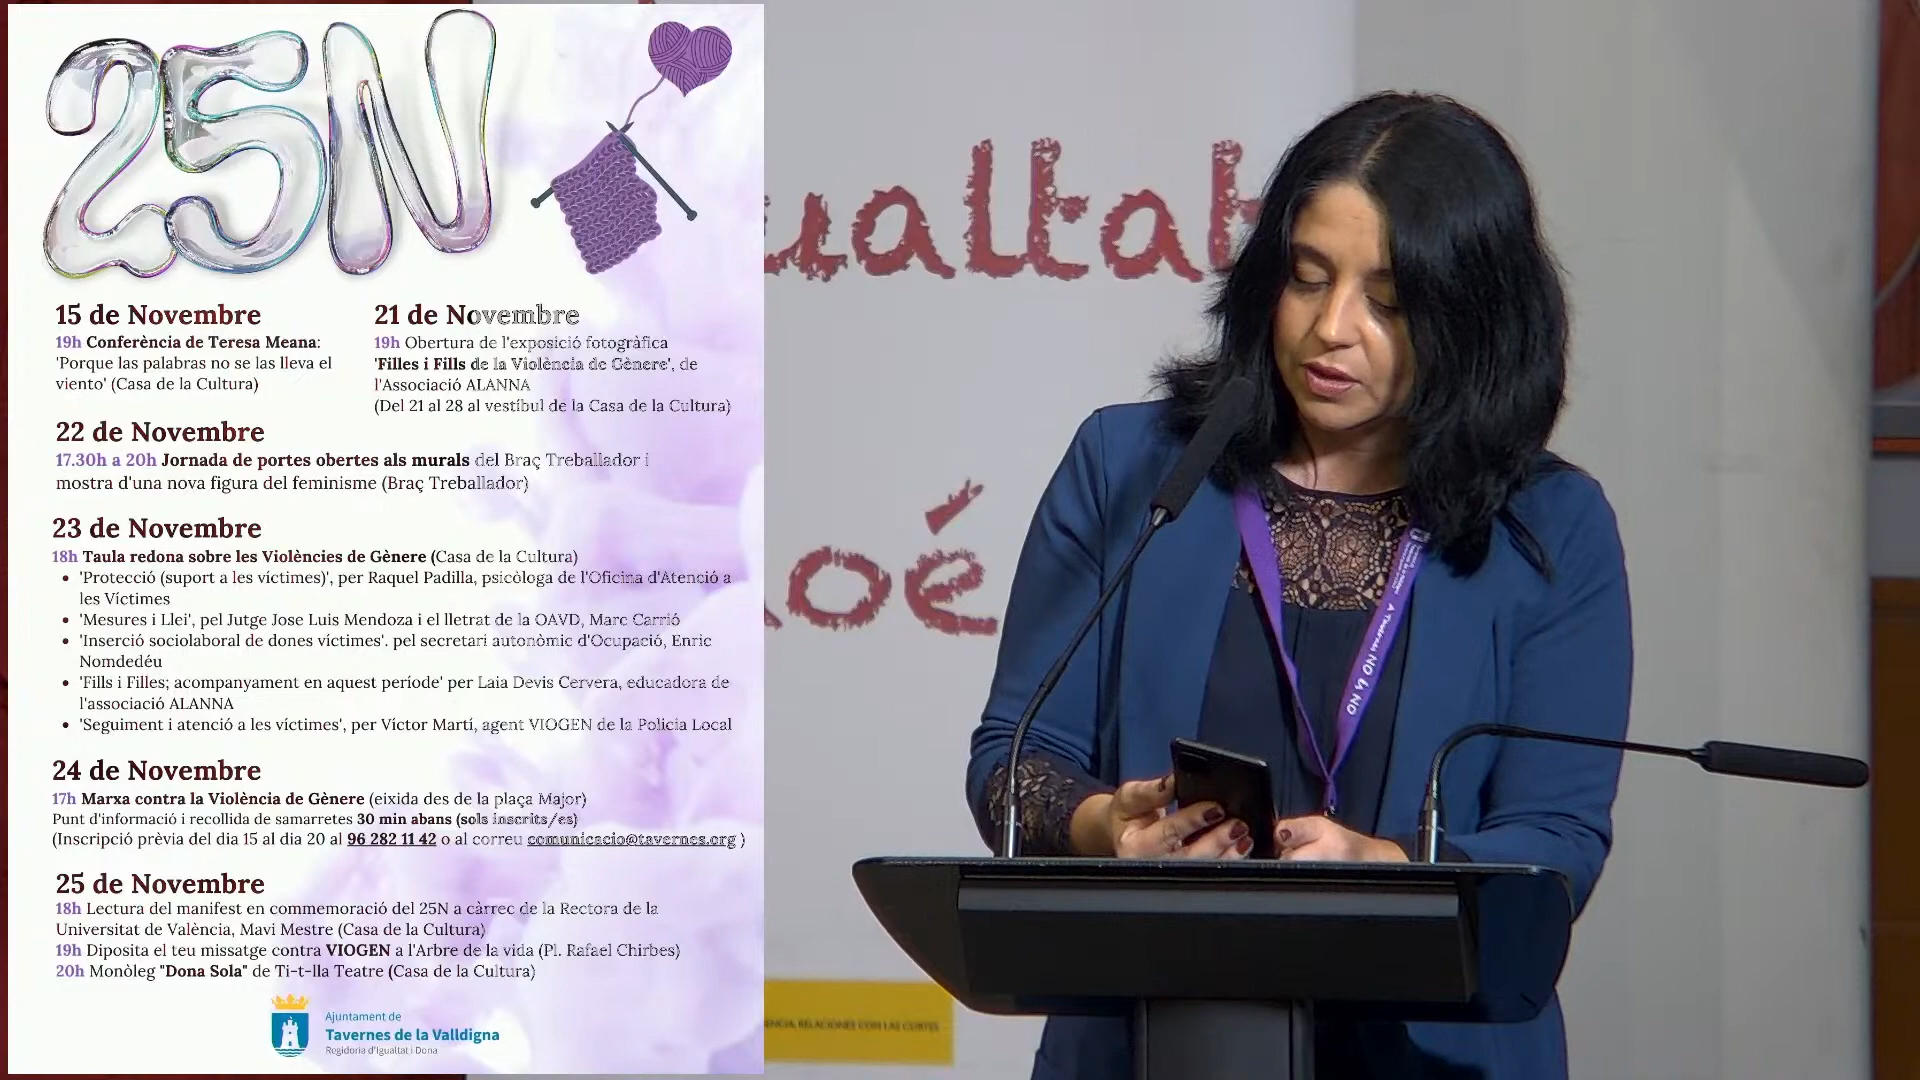 25N
15 de Novembre
19h Conferència de Teresa Meana:
'Porque las palabras no se las lleva el
viento' (Casa de la Cultura)
21 de Novembre
19h Obertura de l'exposició fotogràfica
'Filles i Fills de la Violència de Gènere', de
l'Associació ALANNA
(Del 21 al 28 al vestíbul de la Casa de la Cultura)
22 de Novembre
17.30h a 20h Jornada de portes obertes als murals del Braç Treballador i
mostra d'una nova figura del feminisme (Braç Treballador)
23 de Novembre
18h Taula redona sobre les Violències de Gènere (Casa de la Cultura)
• 'Protecció (suport a les víctimes)', per Raquel Padilla, psicòloga de l'Oficina d'Atenció a
les Víctimes
• 'Mesures i Llei', pel Jutge Jose Luis Mendoza i el lletrat de la OAVD, Marc Carrió
• 'Inserció sociolaboral de dones víctimes'. pel secretari autonòmic d'Ocupació, Enric
Nomdedéu
• 'Fills i Filles; acompanyament en aquest període' per Laia Devis Cervera, educadora de
l'associació ALANNA
• 'Seguiment i atenció a les víctimes', per Víctor Martí, agent VIOGEN de la Policia Local
24 de Novembre
17h Marxa contra la Violència de Gènere (eixida des de la plaça Major)
Punt d'informació i recollida de samarretes 30 min abans (sols inscrits/es)
(Inscripció prèvia del dia 15 al dia 20 al 96 282 11 42 o al correu comunicacio@tavernes.org )
25 de Novembre
18h Lectura del manifest en commemoració del 25N a càrrec de la Rectora de la
Universitat de València, Mavi Mestre (Casa de la Cultura)
19h Diposita el teu missatge contra VIOGEN a l'Arbre de la vida (Pl. Rafael Chirbes)
20h Monòleg "Dona Sola" de Ti-t-lla Teatre (Casa de la Cultura)
Ajuntament de
Tavernes de la Valldigna
Regidoria d'Igualtat i Dona
ualtat
oé
RELACIONES CON LAS CORTES
A Tavernes NO ÉS NO